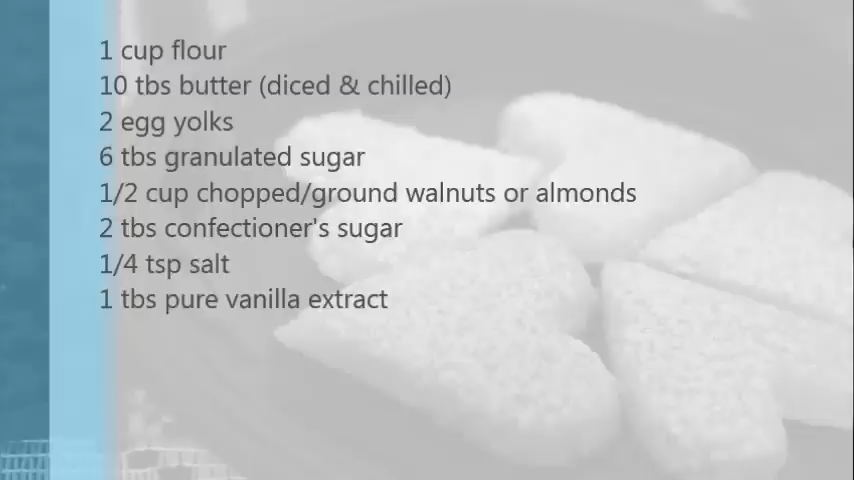 1 cup flour
10 tbs butter (diced & chilled)
2 egg yolks
6 tbs granulated sugar
1/2 cup chopped/ground walnuts or almonds
2 tbs confectioner's sugar
1/4 tsp salt
1 tbs pure vanilla extract